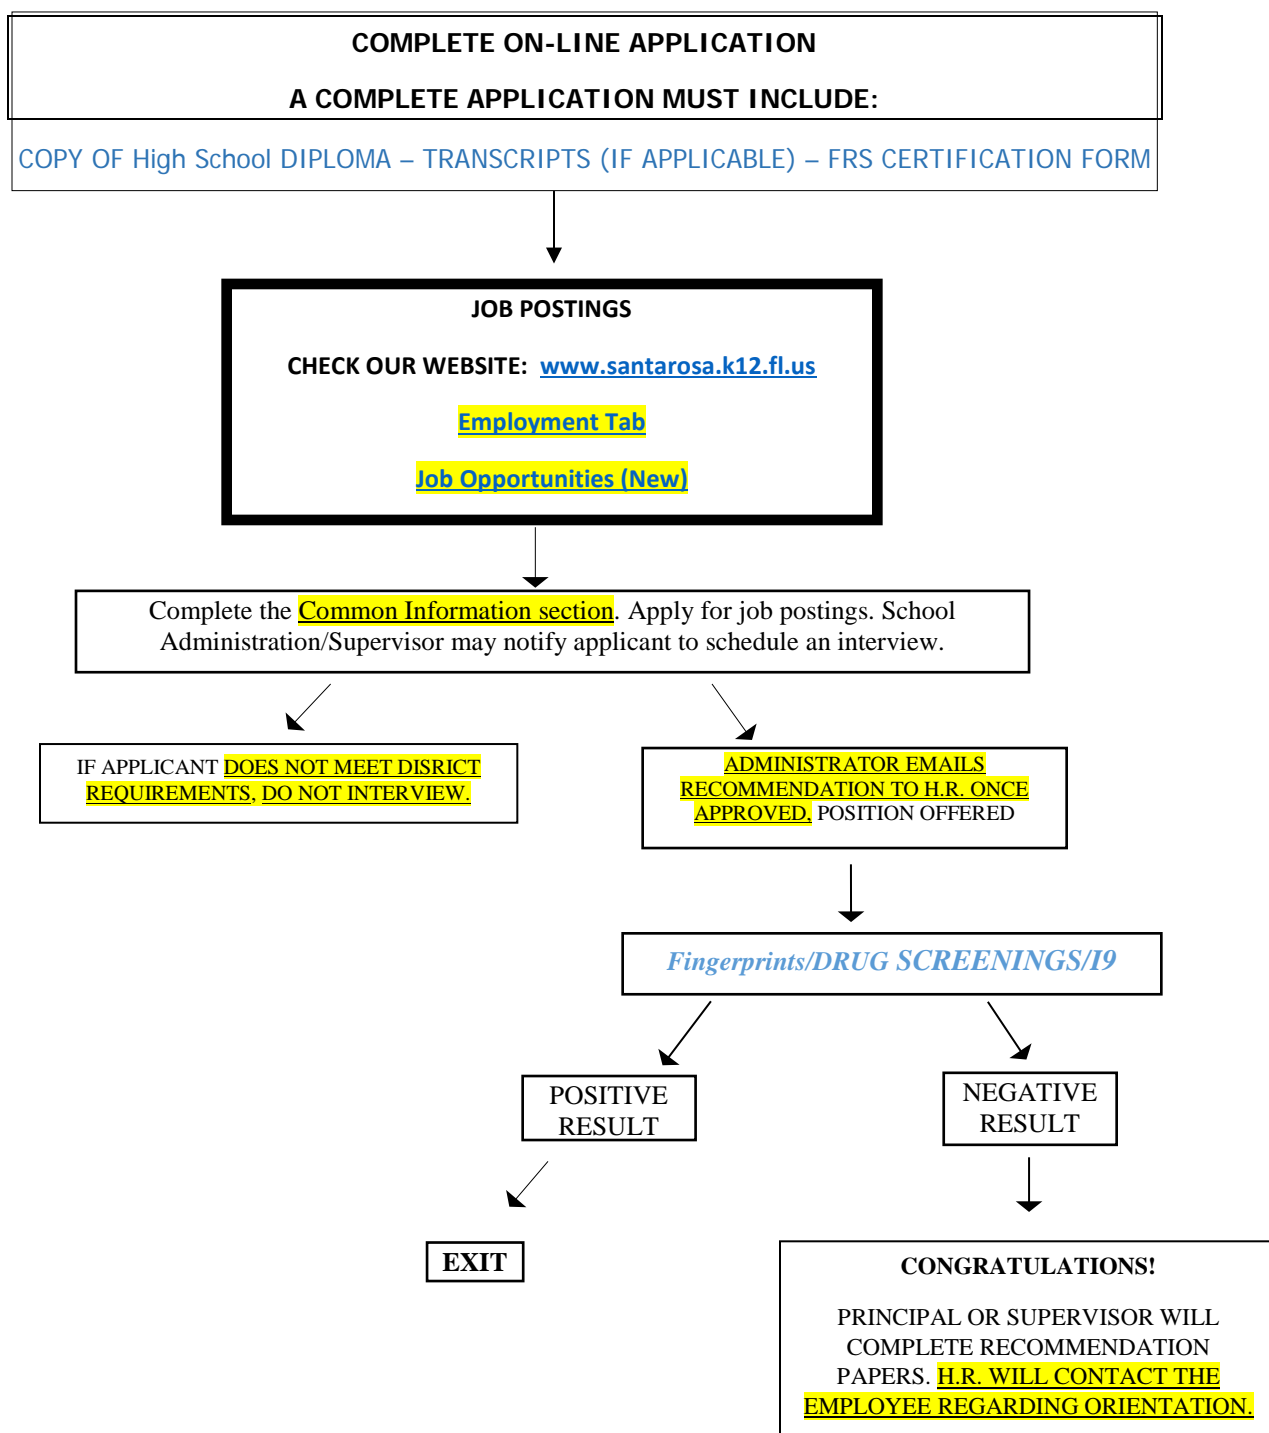 COMPLETE ON-LINE APPLICATION
A COMPLETE APPLICATION MUST INCLUDE:
COPY OF High School DIPLOMA – TRANSCRIPTS (IF APPLICABLE) – FRS CERTIFICATION FORM
JOB POSTINGS
CHECK OUR WEBSITE: www.santarosa.k12.fl.us
Employment Tab
Job Opportunities (New)
Complete the Common Information section. Apply for job postings. School
Administration/Supervisor may notify applicant to schedule an interview.
IF APPLICANT DOES NOT MEET DISRICT
REQUIREMENTS, DO NOT INTERVIEW.
ADMINISTRATOR EMAILS
RECOMMENDATION TO H.R. ONCE
APPROVED, POSITION OFFERED
Fingerprints/DRUG SCREENINGS/I9
POSITIVE
RESULT
NEGATIVE
RESULT
EXIT
CONGRATULATIONS!
PRINCIPAL OR SUPERVISOR WILL
COMPLETE RECOMMENDATION
PAPERS. H.R. WILL CONTACT THE
EMPLOYEE REGARDING ORIENTATION.